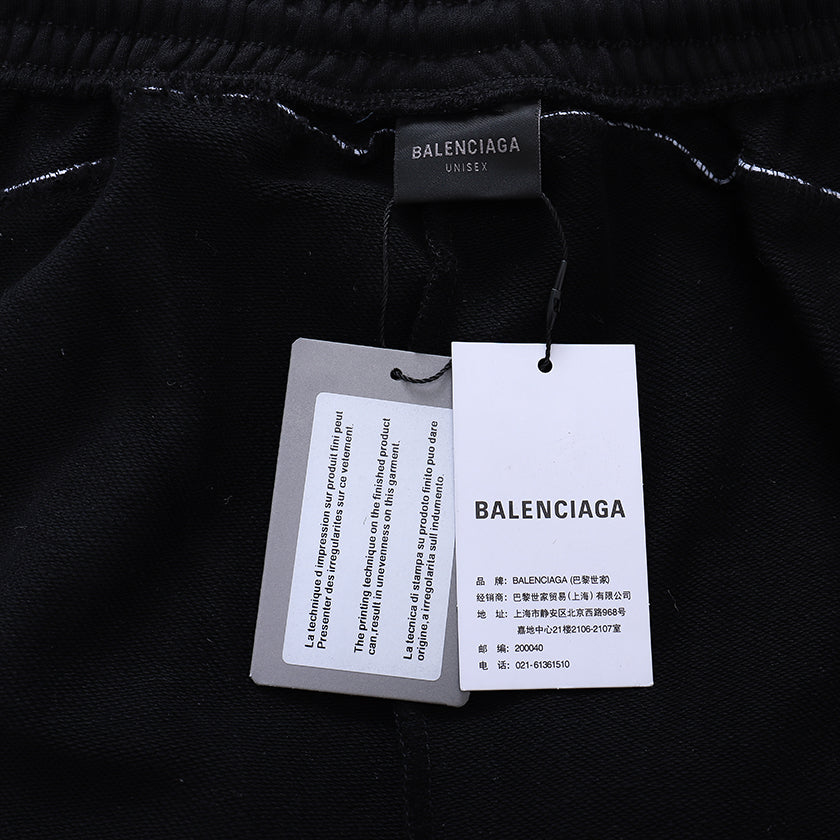 BALENCIAGA
UNISEX
La technique d impression sur produit fini peut
Presenter des irregularites sur ce vetement.
The printing technique on the finished product
can,result in unevenness on this garment.
La tecnica di stampa su prodoto finito puo dare
origine,a irregolarita sull indumento.
BALENCIAGA
品 牌: BALENCIAGA (巴黎世家)
经销商: 巴黎世家贸易(上海)有限公司
地 址: 上海市静安区北京西路968号
嘉地中心21楼2106-2107室
邮 编: 200040
电 话: 021-61361510